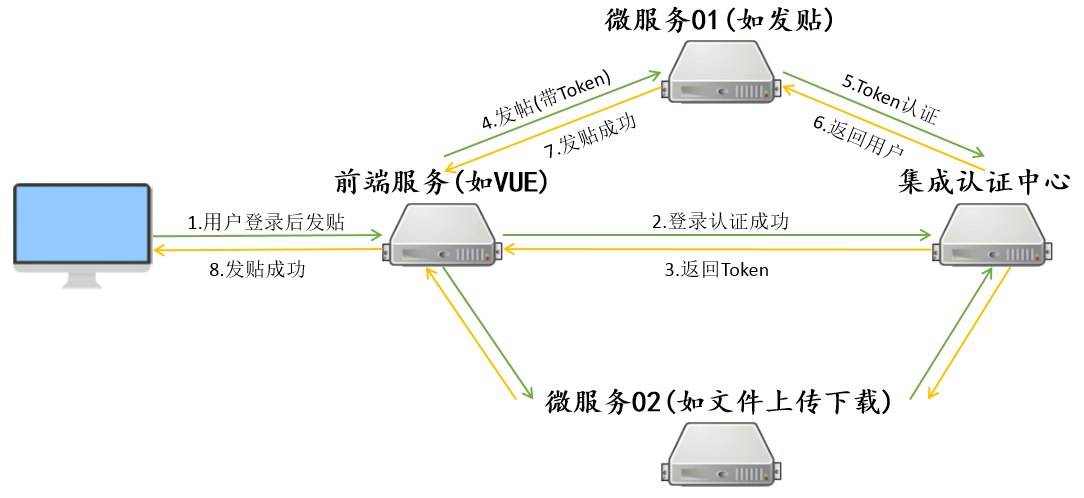 微服务01(如发贴)
4.发帖(带Token)
5.Token认证
7.发贴成功
6.返回用户
前端服务(如VUE)
集成认证中心
1.用户登录后发贴
2.登录认证成功
8.发贴成功
3.返回Token
微服务02(如文件上传下载)